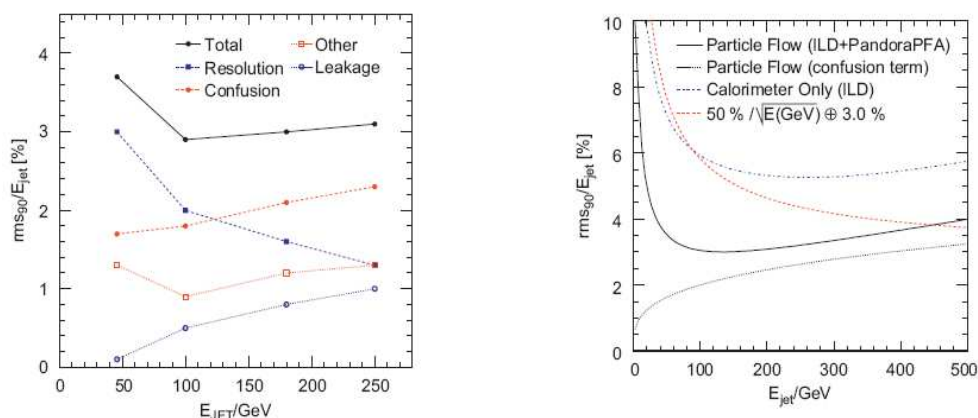 4
3
2
1
0
rms90/Ejet [%]
Total
Resolution
Confusion
Other
Leakage
0 50 100 150 200 250
EJET/GeV
10
8
6
4
2
0
rms90/Ejet [%]
Particle Flow (ILD+PandoraPFA)
Particle Flow (confusion term)
Calorimeter Only (ILD)
50 % /√E(GeV) ⊕ 3.0 %
0 100 200 300 400 500
Ejet/GeV